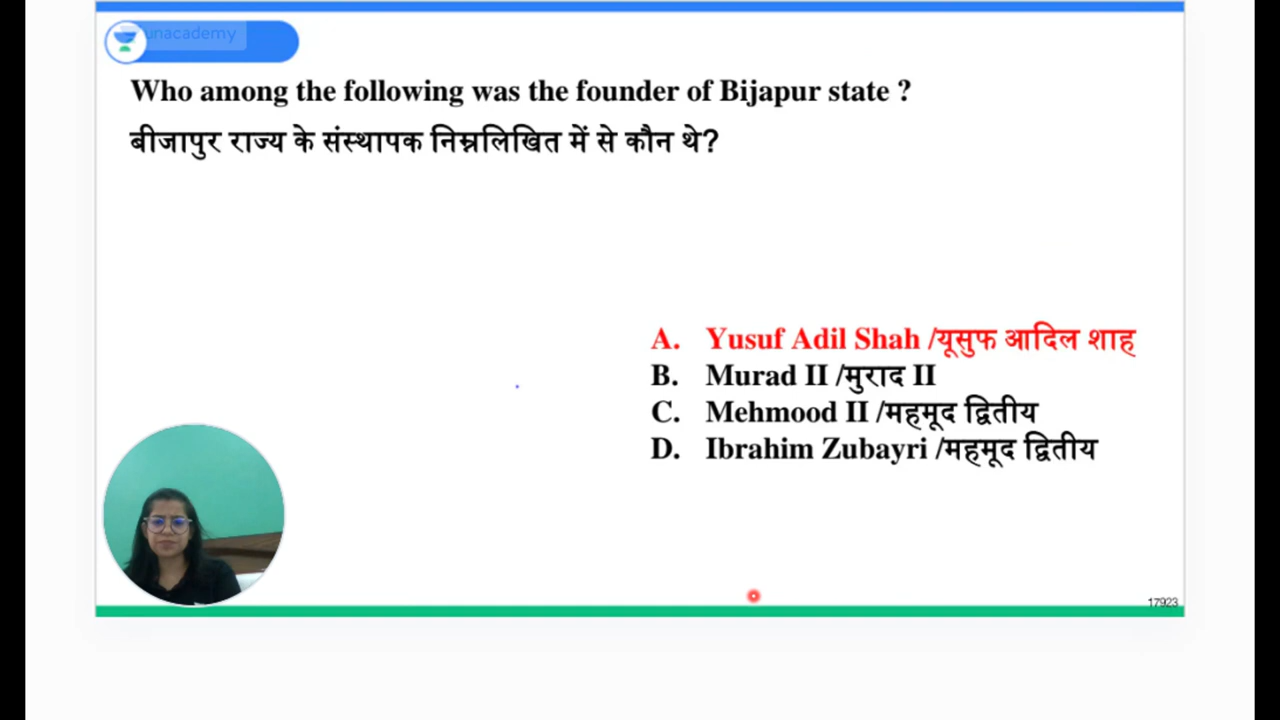 unacademy
Who among the following was the founder of Bijapur state ?
बीजापुर राज्य के संस्थापक निम्नलिखित में से कौन थे?
A. Yusuf Adil Shah /यूसुफ आदिल शाह
B. Murad II /मुराद II
C. Mehmood II /महमूद द्वितीय
D. Ibrahim Zubayri /महमूद द्वितीय
17923